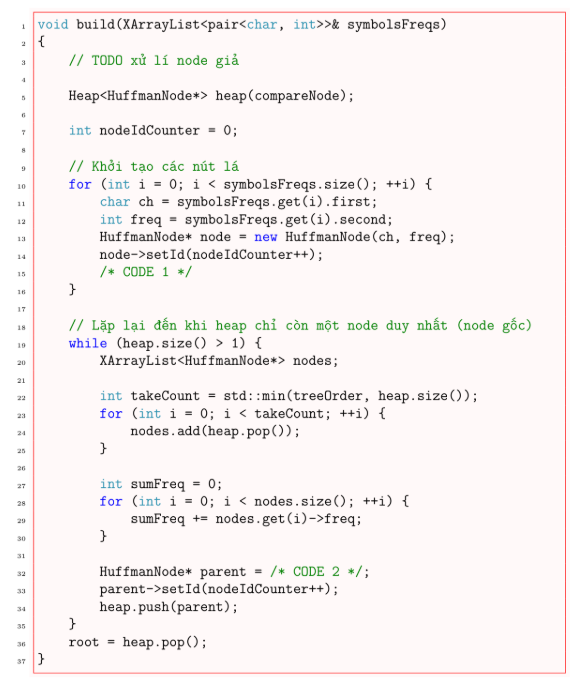 1 void build(XArrayList<pair<char, int>>& symbolsFreqs)
2 {
3     // TODO xử lí node giả
4
5     Heap<HuffmanNode*> heap(compareNode);
6
7     int nodeIdCounter = 0;
8
9     // Khởi tạo các nút lá
10     for (int i = 0; i < symbolsFreqs.size(); ++i) {
11         char ch = symbolsFreqs.get(i).first;
12         int freq = symbolsFreqs.get(i).second;
13         HuffmanNode* node = new HuffmanNode(ch, freq);
14         node->setId(nodeIdCounter++);
15         /* CODE 1 */
16     }
17
18     // Lặp lại đến khi heap chỉ còn một node duy nhất (node gốc)
19     while (heap.size() > 1) {
20         XArrayList<HuffmanNode*> nodes;
21
22         int takeCount = std::min(treeOrder, heap.size());
23         for (int i = 0; i < takeCount; ++i) {
24             nodes.add(heap.pop());
25         }
26
27         int sumFreq = 0;
28         for (int i = 0; i < nodes.size(); ++i) {
29             sumFreq += nodes.get(i)->freq;
30         }
31
32         HuffmanNode* parent = /* CODE 2 */;
33         parent->setId(nodeIdCounter++);
34         heap.push(parent);
35     }
36     root = heap.pop();
37 }